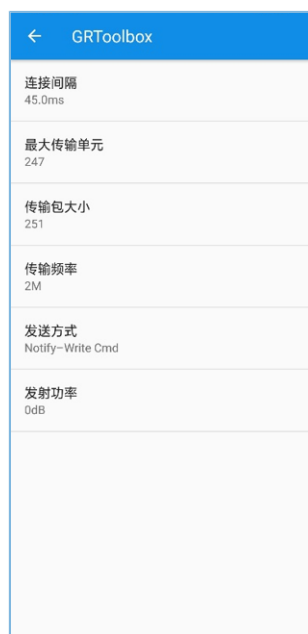 GRToolbox
连接间隔
45.0ms
最大传输单元
247
传输包大小
251
传输频率
2M
发送方式
Notify-Write Cmd
发射功率
0dB